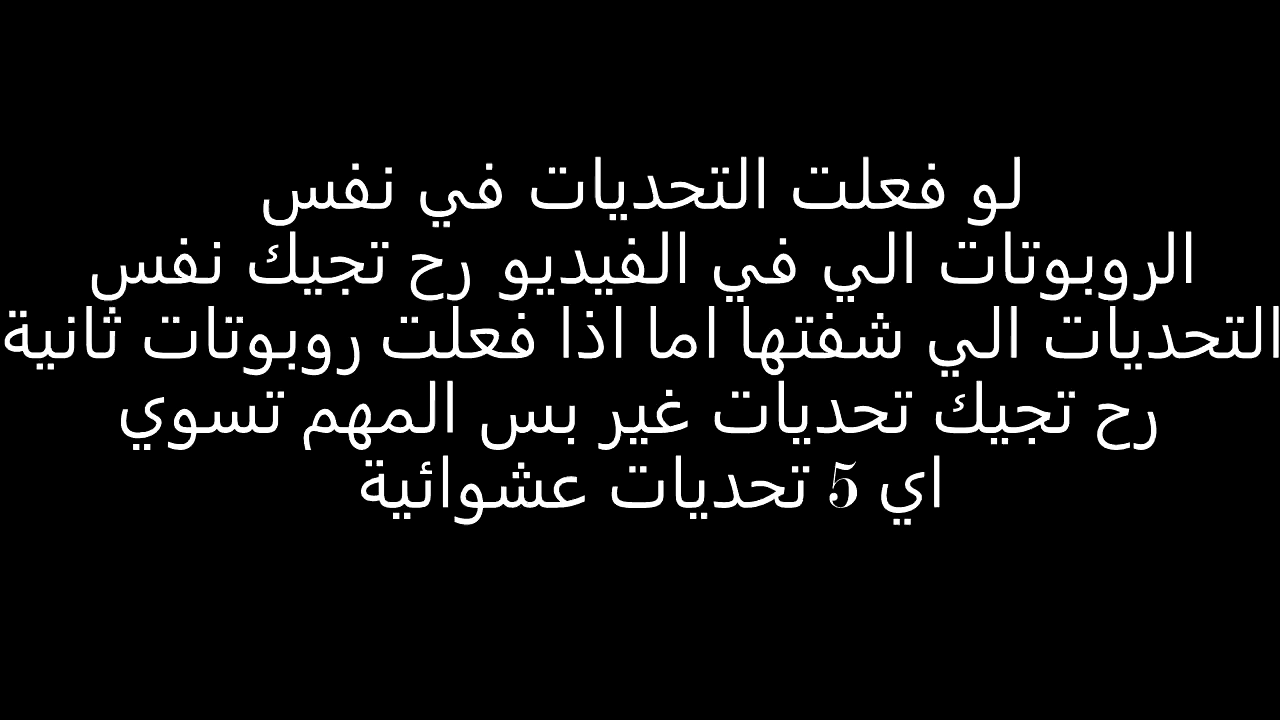 لو فعلت التحديات في نفس
الروبوتات الي في الفيديو رح تجيك نفس
التحديات الي شفتها اما اذا فعلت روبوتات ثانية
رح تجيك تحديات غير بس المهم تسوي
اي 5 تحديات عشوائية